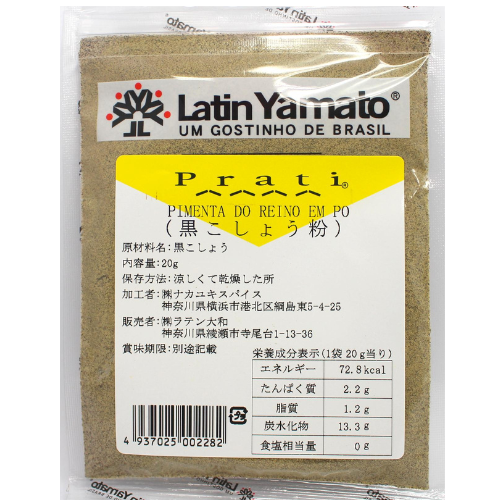 Latin Yamato®
UM GOSTINHO DE BRASIL
Prati®
PIMENTA DO REINO EM PO
(黒こしょう粉)
原材料名:黒こしょう
内容量:20g
保存方法:涼しくて乾燥した所
加工者:㈱ナカユキスパイス
神奈川県横浜市港北区綱島東5-4-25
販売者:㈱ラテン大和
神奈川県綾瀬市寺尾台1-13-36
賞味期限:別途記載
栄養成分表示(1袋 20g当り)
エネルギー 72.8kcal
たんぱく質 2.2g
脂質 1.2g
炭水化物 13.3g
食塩相当量 0g
4 937025 002282
Latin Yamato